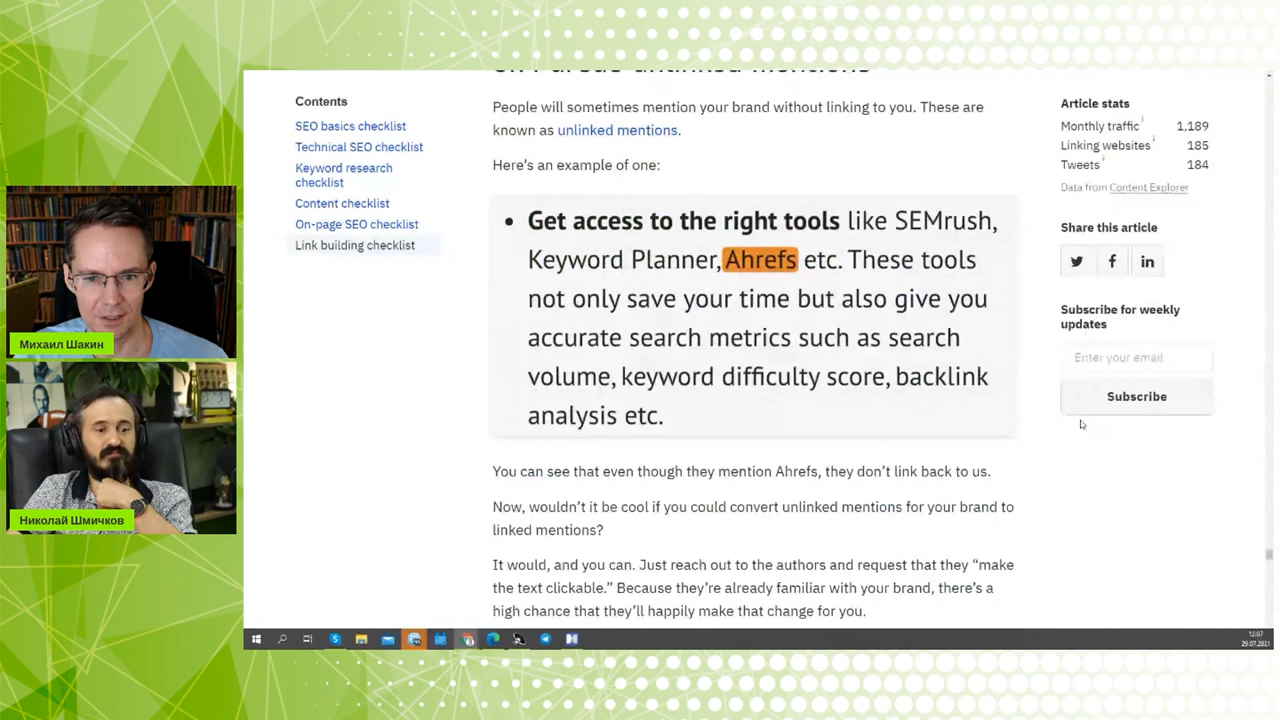 Contents
SEO basics checklist
Technical SEO checklist
Keyword research
checklist
Content checklist
On-page SEO checklist
Link building checklist
People will sometimes mention your brand without linking to you. These are
known as unlinked mentions.
Here's an example of one:
• Get access to the right tools like SEMrush,
Keyword Planner, Ahrefs etc. These tools
not only save your time but also give you
accurate search metrics such as search
volume, keyword difficulty score, backlink
analysis etc.
You can see that even though they mention Ahrefs, they don't link back to us.
Now, wouldn't it be cool if you could convert unlinked mentions for your brand to
linked mentions?
It would, and you can. Just reach out to the authors and request that they “make
the text clickable.” Because they're already familiar with your brand, there's a
high chance that they'll happily make that change for you.
Article stats
Monthly traffic i 1,189
Linking websites i 185
Tweets i 184
Data from Content Explorer
Share this article
Subscribe for weekly
updates
Enter your email
Subscribe
Михаил Шакин
Николай Шмичков
12:07
29.07.2021